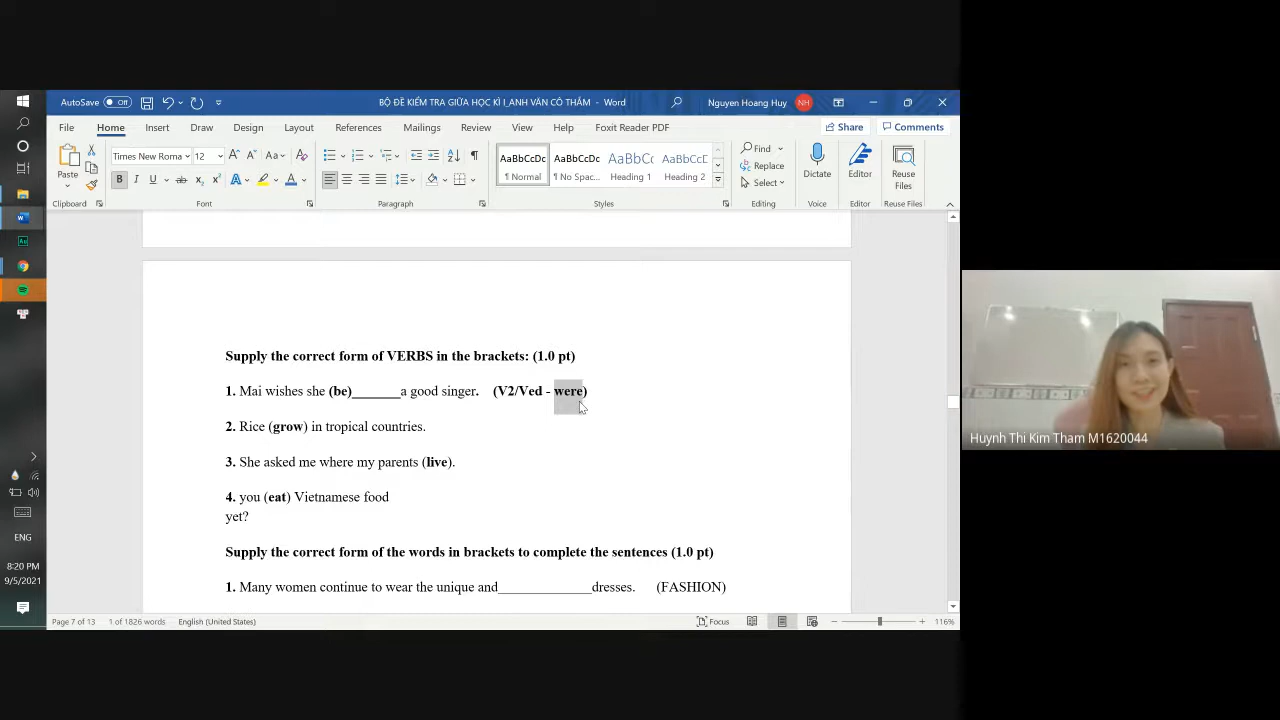 AutoSave Off BỘ ĐỀ KIỂM TRA GIỮA HỌC KÌ I_ANH VĂN CÔ THẮM - Word Nguyen Hoang Huy NH
File Home Insert Draw Design Layout References Mailings Review View Help Foxit Reader PDF Share Comments
Paste
Clipboard
Times New Roma 12
Font
Paragraph
AaBbCcDc AaBbCcDc AaBbC( AaBbCcD
¶ Normal ¶ No Spac... Heading 1 Heading 2
Styles
Find
Replace
Select
Editing
Dictate
Voice
Editor
Editor
Reuse Files
Reuse Files
Supply the correct form of VERBS in the brackets: (1.0 pt)
1. Mai wishes she (be)_______a good singer. (V2/Ved - were)
2. Rice (grow) in tropical countries.
3. She asked me where my parents (live).
4. you (eat) Vietnamese food
yet?
Supply the correct form of the words in brackets to complete the sentences (1.0 pt)
1. Many women continue to wear the unique and_____________dresses. (FASHION)
Page 7 of 13 1 of 1826 words English (United States) Focus 116%
ENG
8:20 PM
9/5/2021
Huynh Thi Kim Tham M1620044